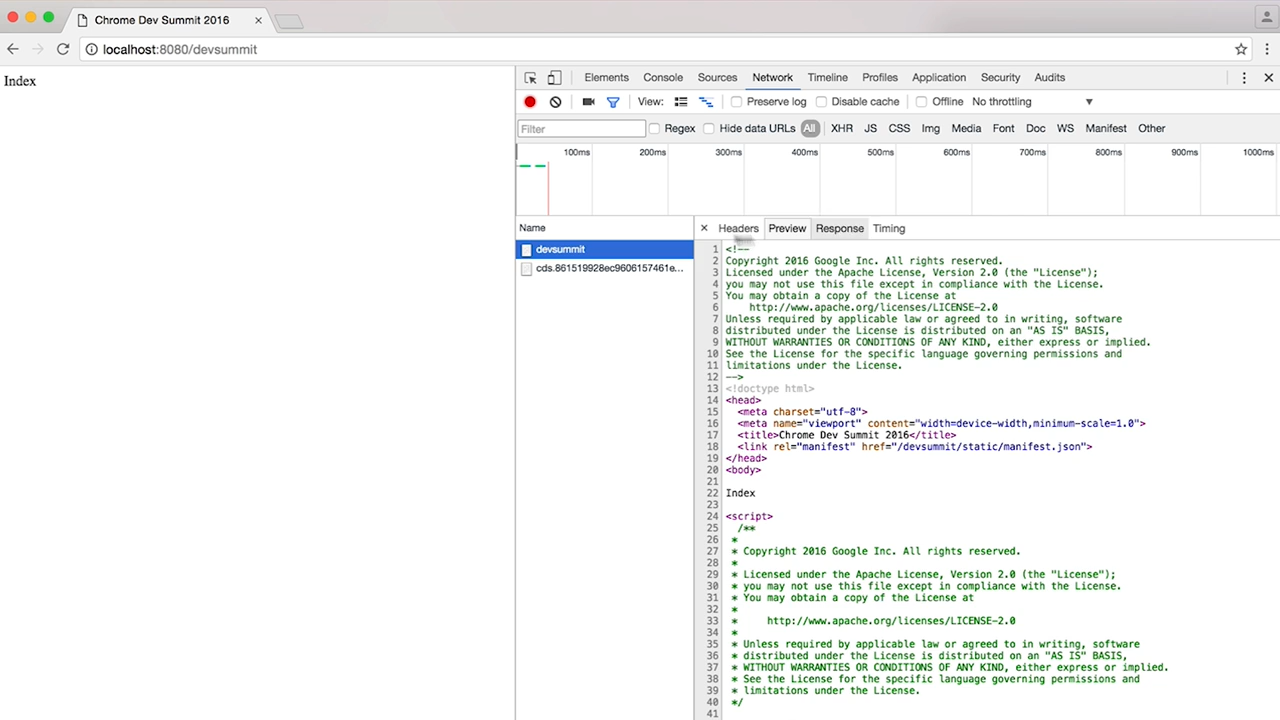 Chrome Dev Summit 2016
localhost:8080/devsummit
Index
Elements Console Sources Network Timeline Profiles Application Security Audits
View: Preserve log Disable cache Offline No throttling
Filter Regex Hide data URLs All XHR JS CSS Img Media Font Doc WS Manifest Other
100ms 200ms 300ms 400ms 500ms 600ms 700ms 800ms 900ms 1000ms
Name
devsummit
cds.861519928ec9606157461e...
Headers Preview Response Timing
1 <!--
2 Copyright 2016 Google Inc. All rights reserved.
3 Licensed under the Apache License, Version 2.0 (the "License");
4 you may not use this file except in compliance with the License.
5 You may obtain a copy of the License at
6 http://www.apache.org/licenses/LICENSE-2.0
7 Unless required by applicable law or agreed to in writing, software
8 distributed under the License is distributed on an "AS IS" BASIS,
9 WITHOUT WARRANTIES OR CONDITIONS OF ANY KIND, either express or implied.
10 See the License for the specific language governing permissions and
11 limitations under the License.
12 -->
13 <!doctype html>
14 <head>
15 <meta charset="utf-8">
16 <meta name="viewport" content="width=device-width,minimum-scale=1.0">
17 <title>Chrome Dev Summit 2016</title>
18 <link rel="manifest" href="/devsummit/static/manifest.json">
19 </head>
20 <body>
21
22 Index
23
24 <script>
25 /**
26 *
27 * Copyright 2016 Google Inc. All rights reserved.
28 *
29 * Licensed under the Apache License, Version 2.0 (the "License");
30 * you may not use this file except in compliance with the License.
31 * You may obtain a copy of the License at
32 *
33 * http://www.apache.org/licenses/LICENSE-2.0
34 *
35 * Unless required by applicable law or agreed to in writing, software
36 * distributed under the License is distributed on an "AS IS" BASIS,
37 * WITHOUT WARRANTIES OR CONDITIONS OF ANY KIND, either express or implied.
38 * See the License for the specific language governing permissions and
39 * limitations under the License.
40 */
41